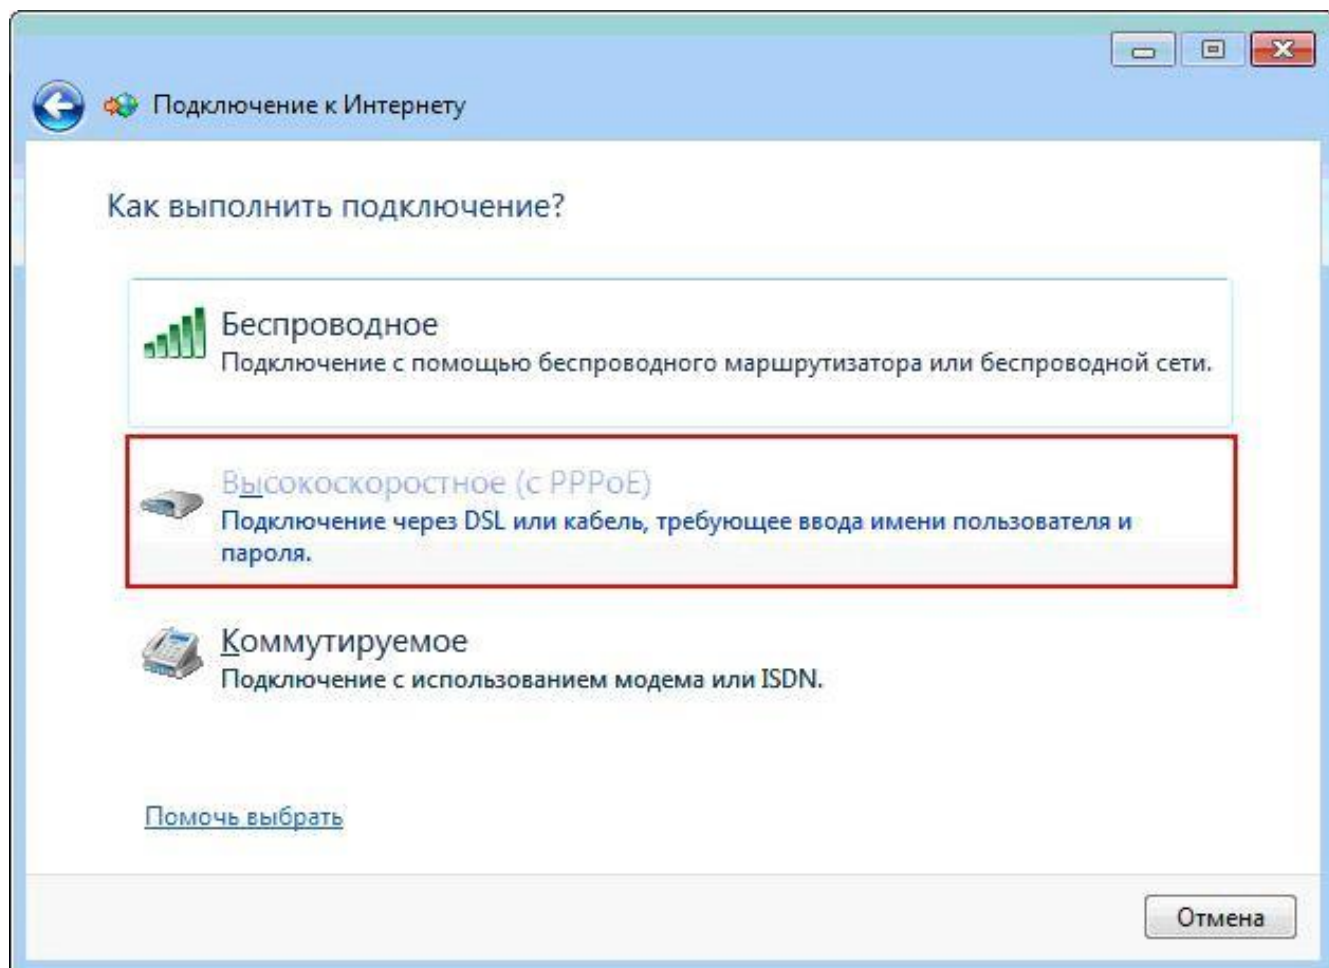 Подключение к Интернету
Как выполнить подключение?
Беспроводное
Подключение с помощью беспроводного маршрутизатора или беспроводной сети.
Высокоскоростное (с PPPoE)
Подключение через DSL или кабель, требующее ввода имени пользователя и
пароля.
Коммутируемое
Подключение с использованием модема или ISDN.
Помочь выбрать
Отмена